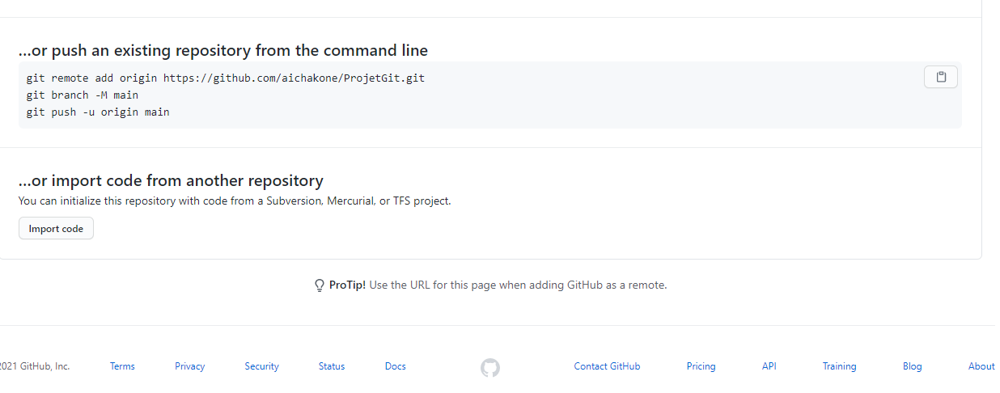 ...or push an existing repository from the command line
git remote add origin https://github.com/aichakone/ProjetGit.git
git branch -M main
git push -u origin main
...or import code from another repository
You can initialize this repository with code from a Subversion, Mercurial, or TFS project.
Import code
ProTip! Use the URL for this page when adding GitHub as a remote.
2021 GitHub, Inc. Terms Privacy Security Status Docs Contact GitHub Pricing API Training Blog About